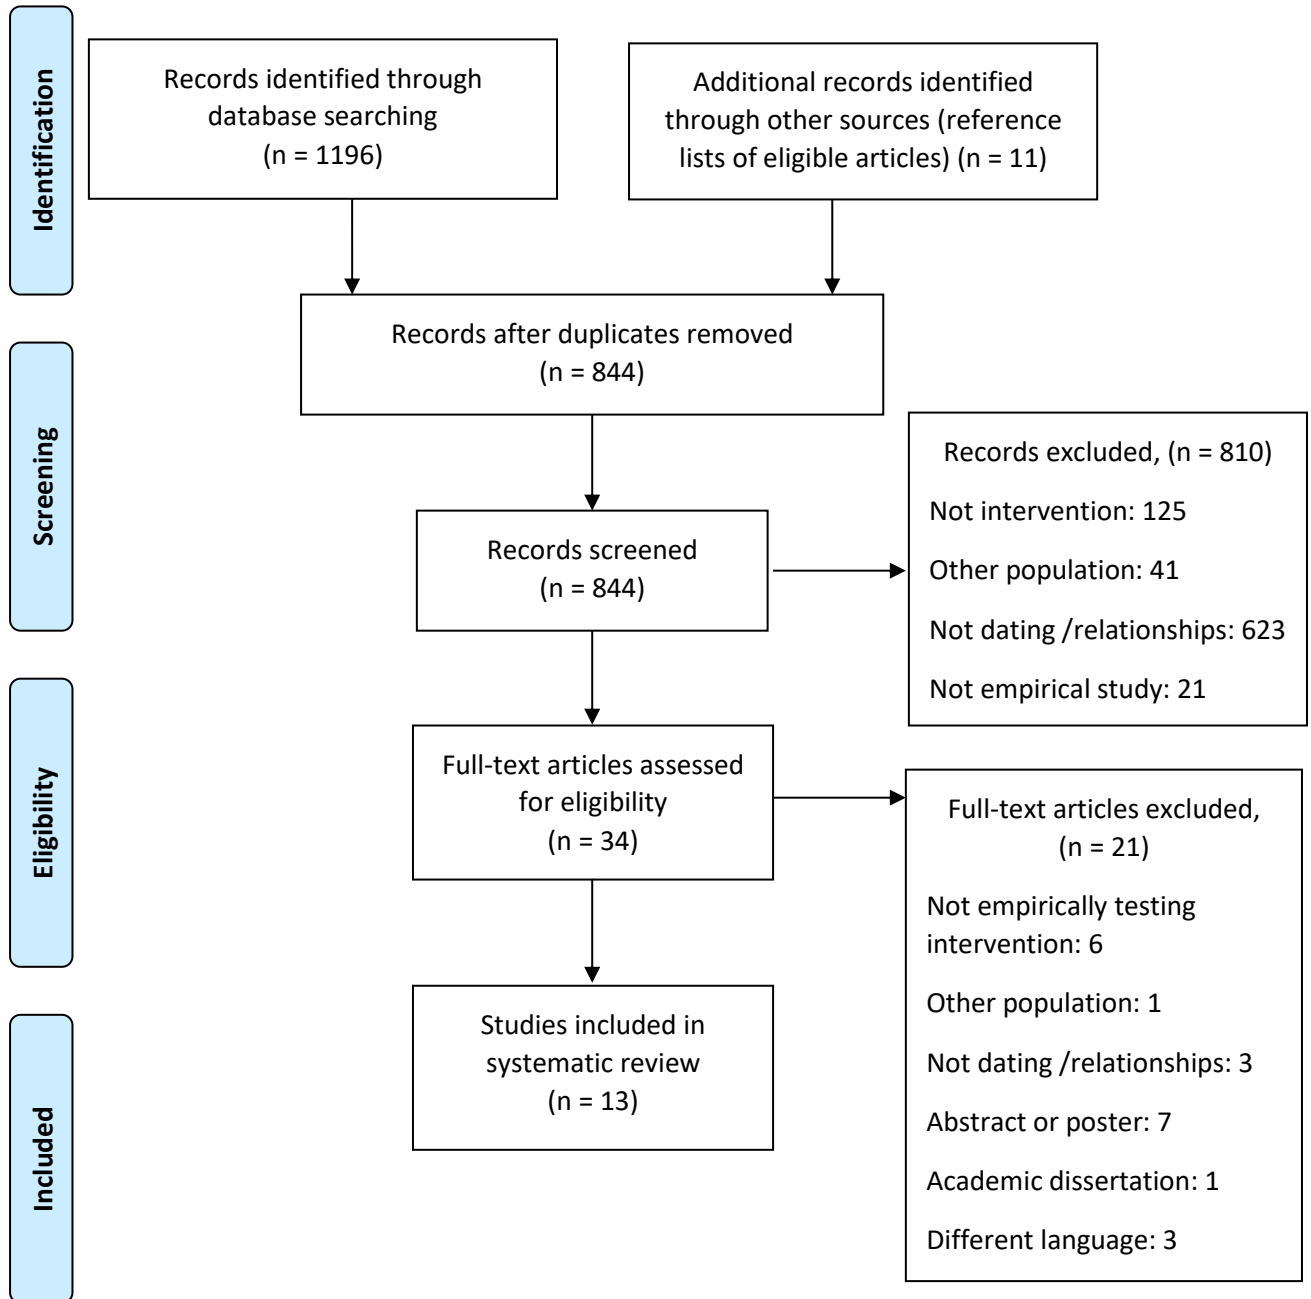 Identification
Records identified through
database searching
(n = 1196)
Additional records identified
through other sources (reference
lists of eligible articles) (n = 11)
Records after duplicates removed
(n = 844)
Screening
Records screened
(n = 844)
Records excluded, (n = 810)
Not intervention: 125
Other population: 41
Not dating /relationships: 623
Not empirical study: 21
Eligibility
Full-text articles assessed
for eligibility
(n = 34)
Full-text articles excluded,
(n = 21)
Not empirically testing
intervention: 6
Other population: 1
Not dating /relationships: 3
Abstract or poster: 7
Academic dissertation: 1
Different language: 3
Included
Studies included in
systematic review
(n = 13)